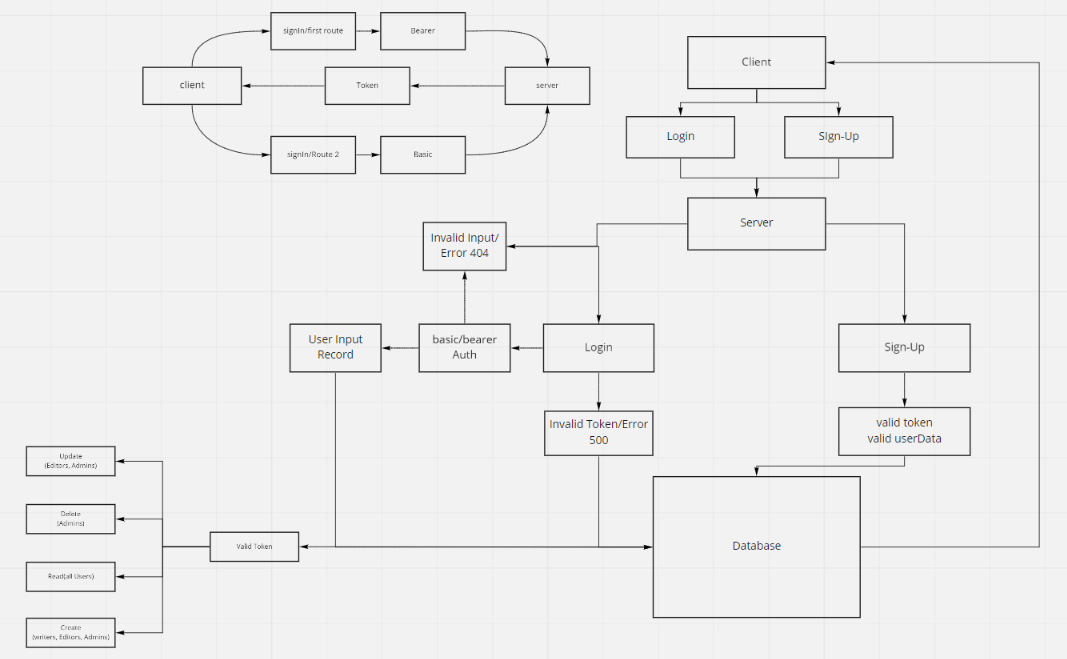 signIn/first route
Bearer
client
Token
server
signIn/Route 2
Basic
Client
Login
SIgn-Up
Server
Invalid Input/
Error 404
User Input
Record
basic/bearer
Auth
Login
Sign-Up
Invalid Token/Error
500
valid token
valid userData
Update
(Editors, Admins)
Delete
(Admins)
Valid Token
Database
Read(all Users)
Create
(writers, Editors, Admins)